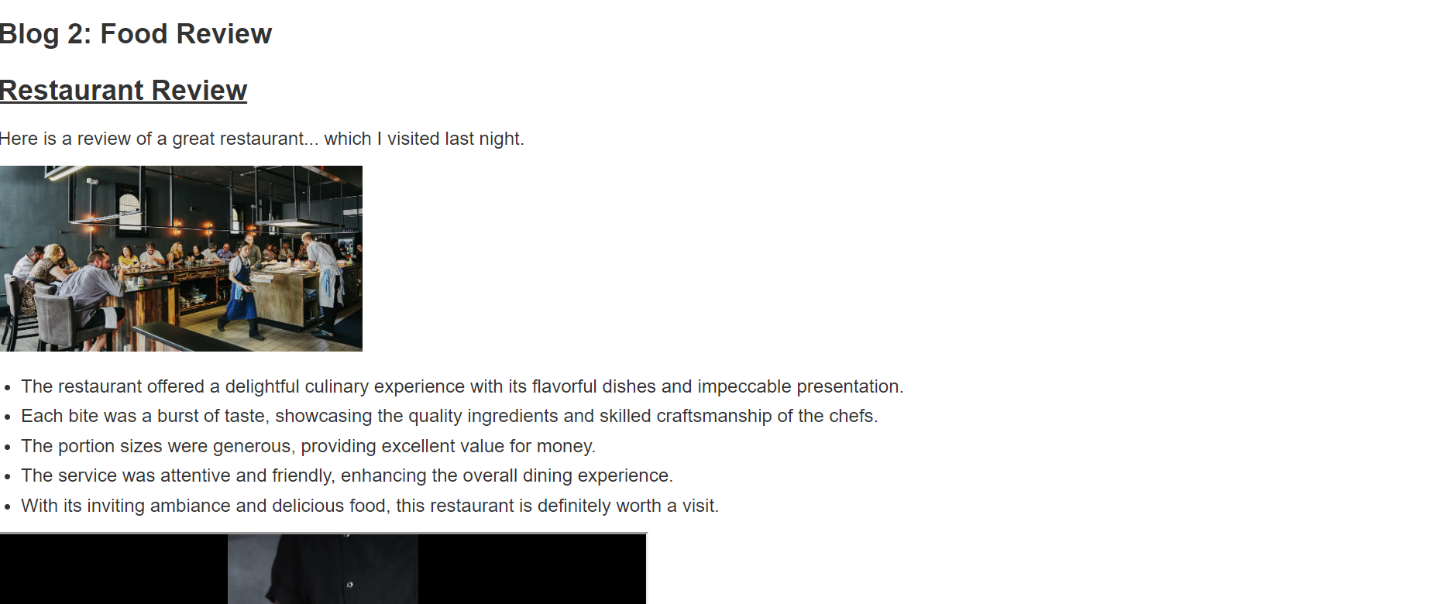 Blog 2: Food Review
Restaurant Review
Here is a review of a great restaurant... which I visited last night.
The restaurant offered a delightful culinary experience with its flavorful dishes and impeccable presentation.
Each bite was a burst of taste, showcasing the quality ingredients and skilled craftsmanship of the chefs.
The portion sizes were generous, providing excellent value for money.
The service was attentive and friendly, enhancing the overall dining experience.
With its inviting ambiance and delicious food, this restaurant is definitely worth a visit.